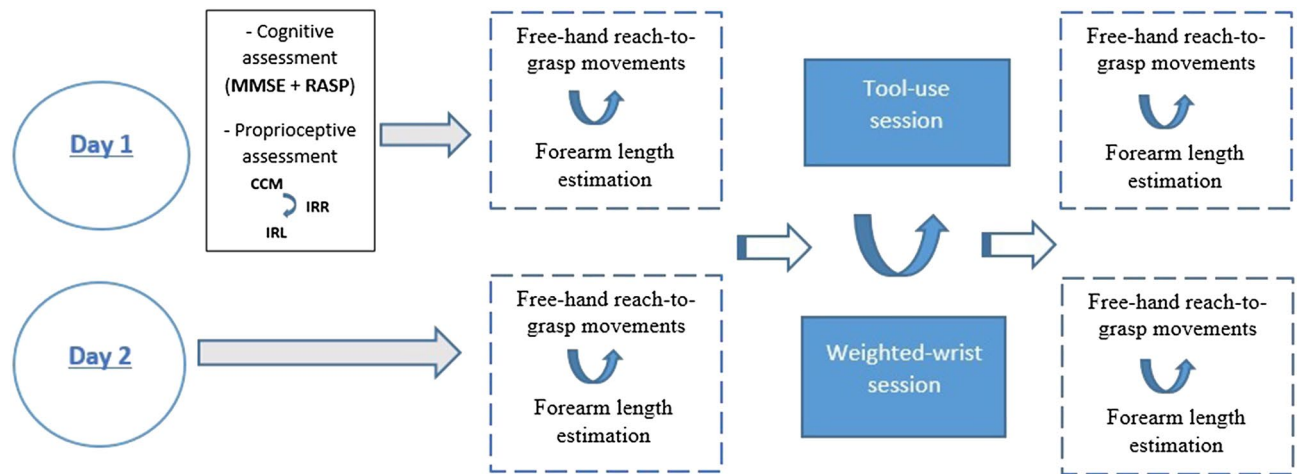 Day 1
- Cognitive
assessment
(MMSE + RASP)
- Proprioceptive
assessment
CCM
IRR
IRL
Free-hand reach-to-
grasp movements
Forearm length
estimation
Tool-use
session
Free-hand reach-to-
grasp movements
Forearm length
estimation
Day 2
Free-hand reach-to-
grasp movements
Forearm length
estimation
Weighted-wrist
session
Free-hand reach-to-
grasp movements
Forearm length
estimation